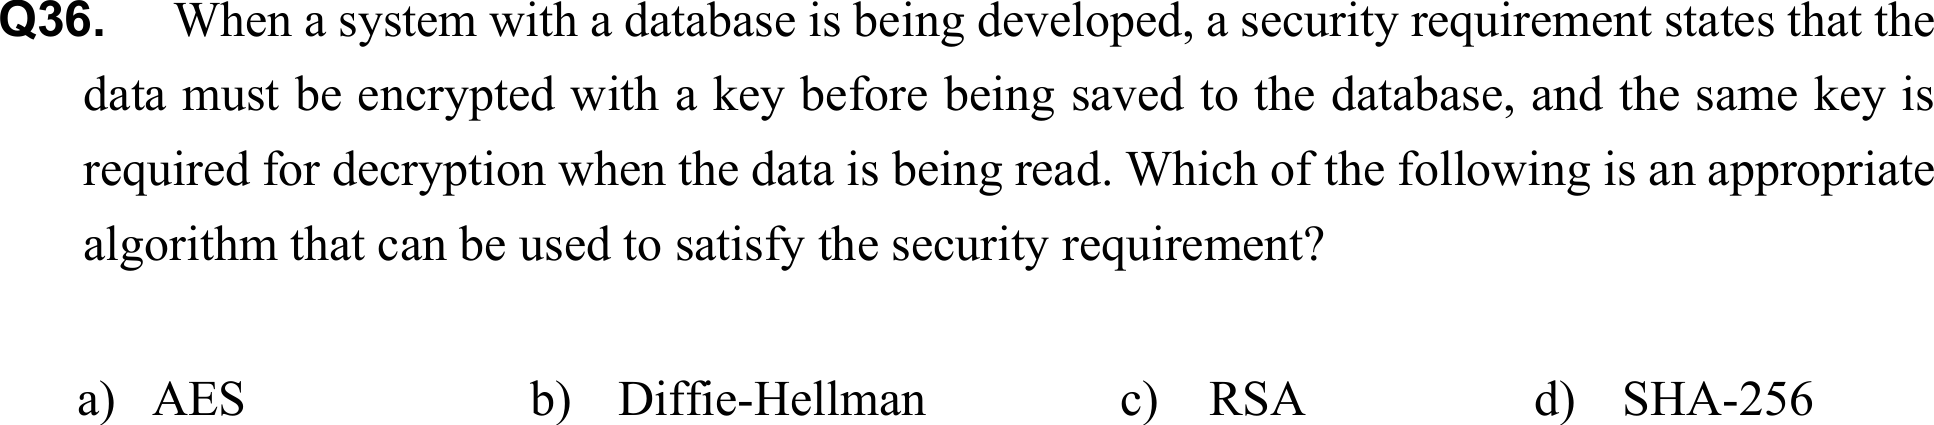 Q36. When a system with a database is being developed, a security requirement states that the
data must be encrypted with a key before being saved to the database, and the same key is
required for decryption when the data is being read. Which of the following is an appropriate
algorithm that can be used to satisfy the security requirement?
a) AES b) Diffie-Hellman c) RSA d) SHA-256